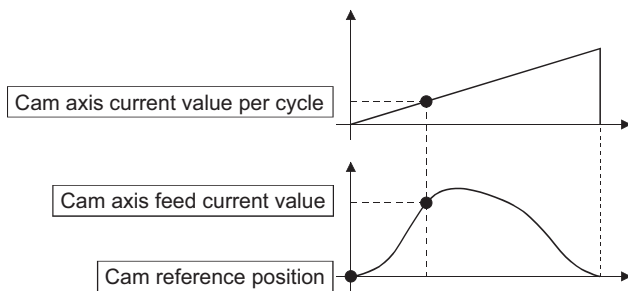 Cam axis current value per cycle
Cam axis feed current value
Cam reference position